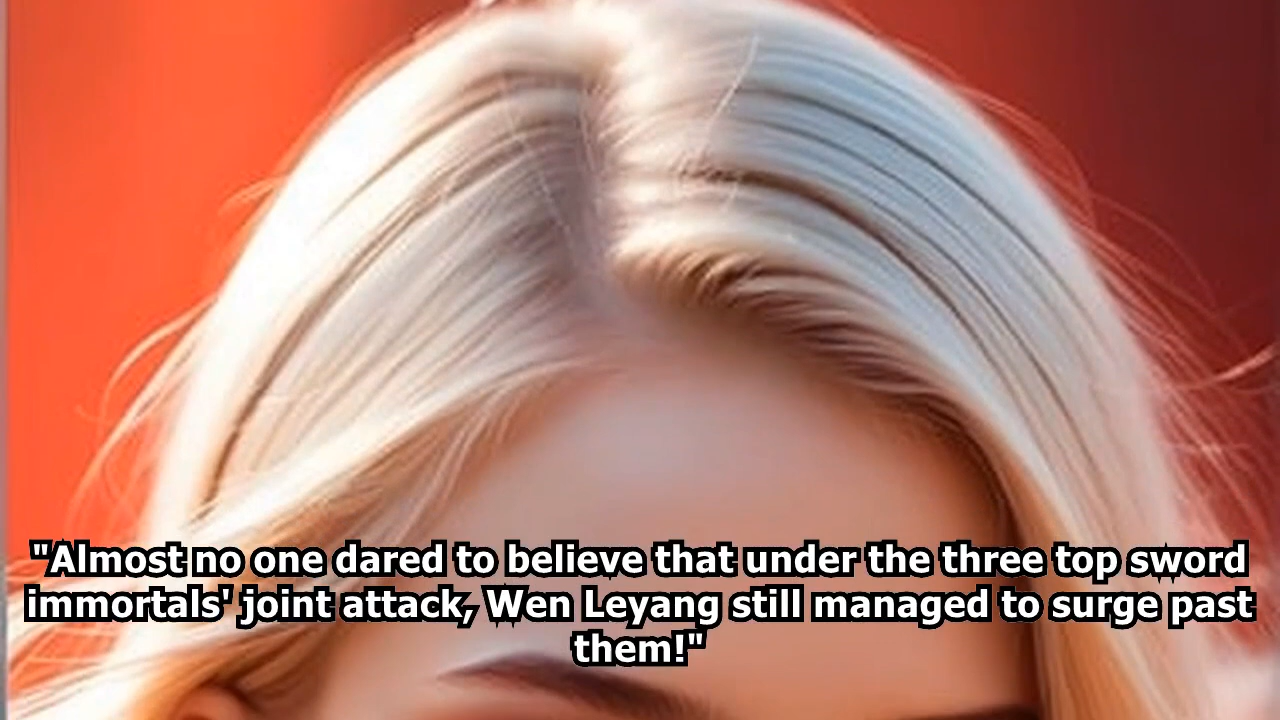 "Almost no one dared to believe that under the three top sword
immortals' joint attack, Wen Leyang still managed to surge past
them!"